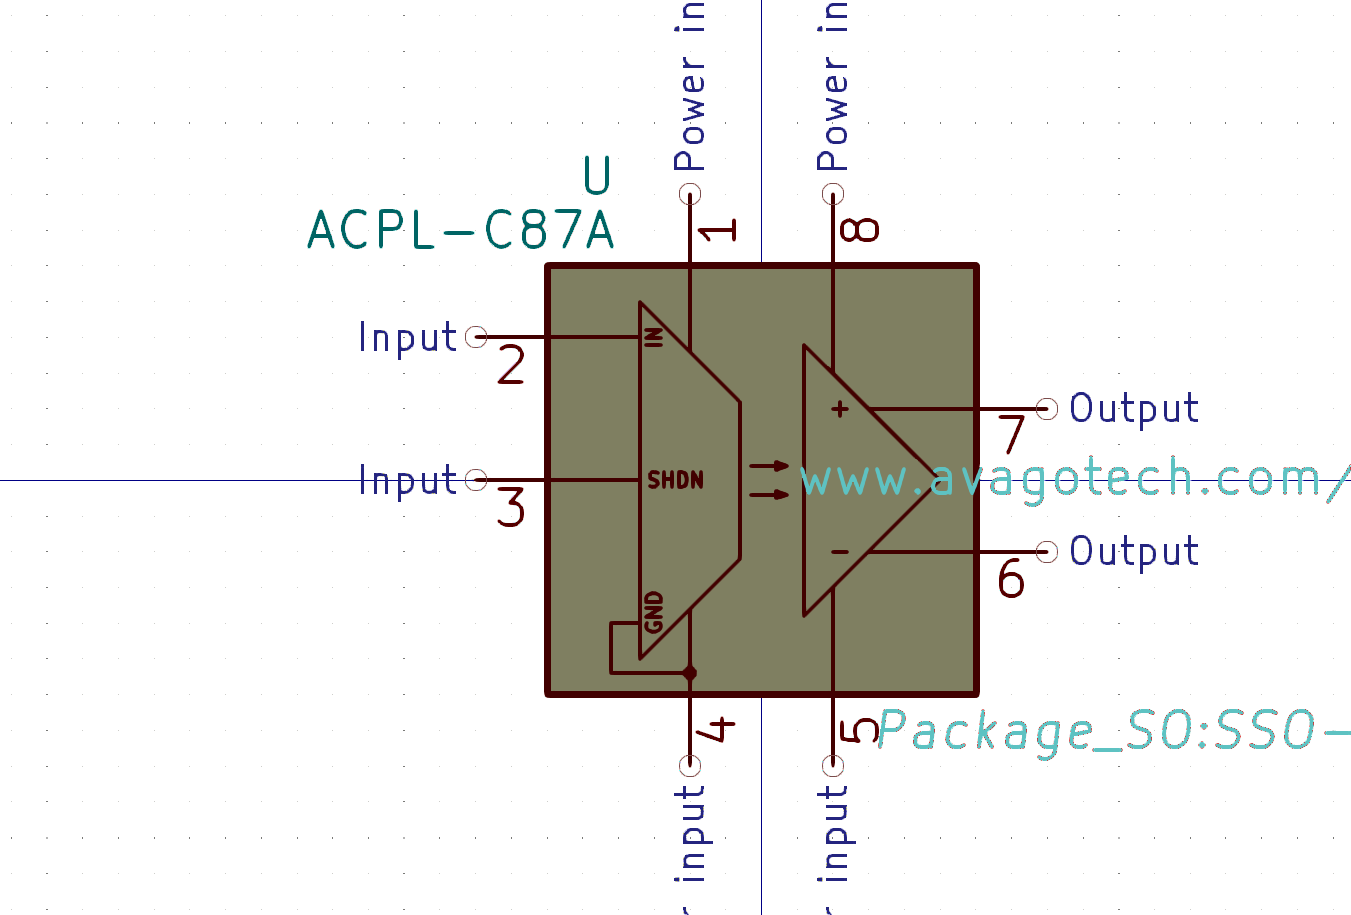 Power in
Power in
U
ACPL-C87A
1
8
Input
2
IN
+
7
Output
Input
3
SHDN
www.avagotech.com/
GND
-
6
Output
4
5
Package_SO:SSO-
r input
r input